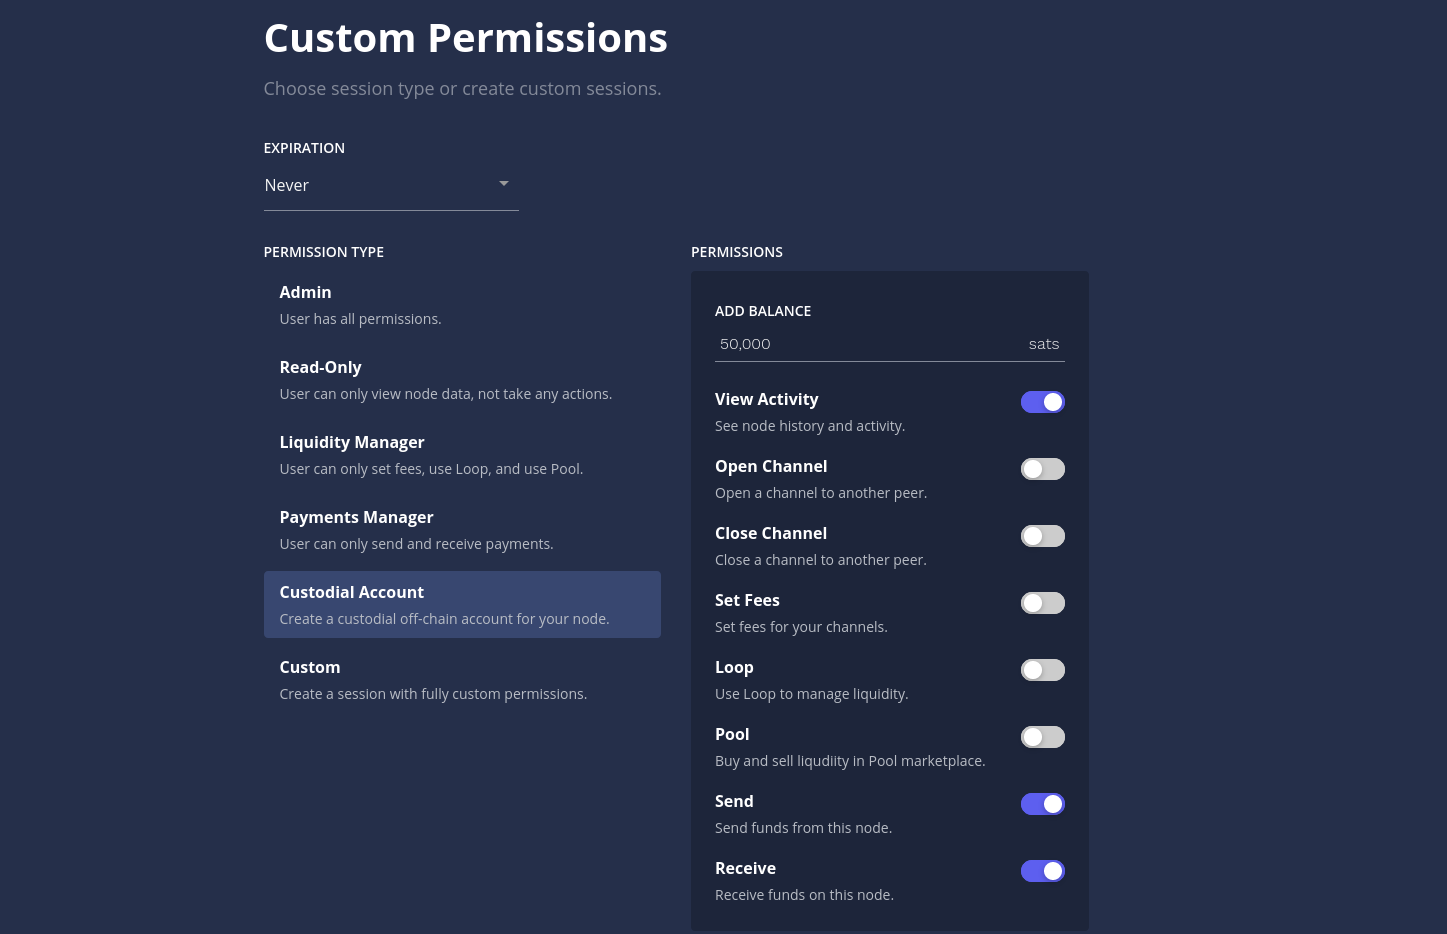 Custom Permissions
Choose session type or create custom sessions.
EXPIRATION
Never
PERMISSION TYPE
Admin
User has all permissions.
Read-Only
User can only view node data, not take any actions.
Liquidity Manager
User can only set fees, use Loop, and use Pool.
Payments Manager
User can only send and receive payments.
Custodial Account
Create a custodial off-chain account for your node.
Custom
Create a session with fully custom permissions.
PERMISSIONS
ADD BALANCE
50,000 sats
View Activity
See node history and activity.
Open Channel
Open a channel to another peer.
Close Channel
Close a channel to another peer.
Set Fees
Set fees for your channels.
Loop
Use Loop to manage liquidity.
Pool
Buy and sell liqudiity in Pool marketplace.
Send
Send funds from this node.
Receive
Receive funds on this node.